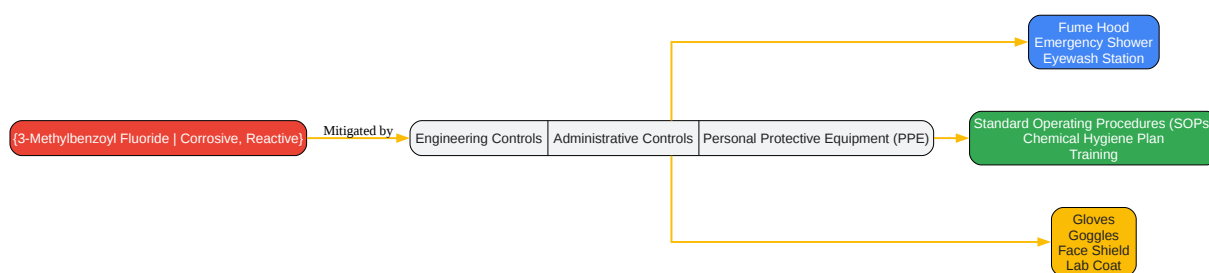 Fume Hood
Emergency Shower
Eyewash Station
{3-Methylbenzoyl Fluoride | Corrosive, Reactive}
Mitigated by
Engineering Controls
Administrative Controls
Personal Protective Equipment (PPE)
Standard Operating Procedures (SOPs
Chemical Hygiene Plan
Training
Gloves
Goggles
Face Shield
Lab Coat